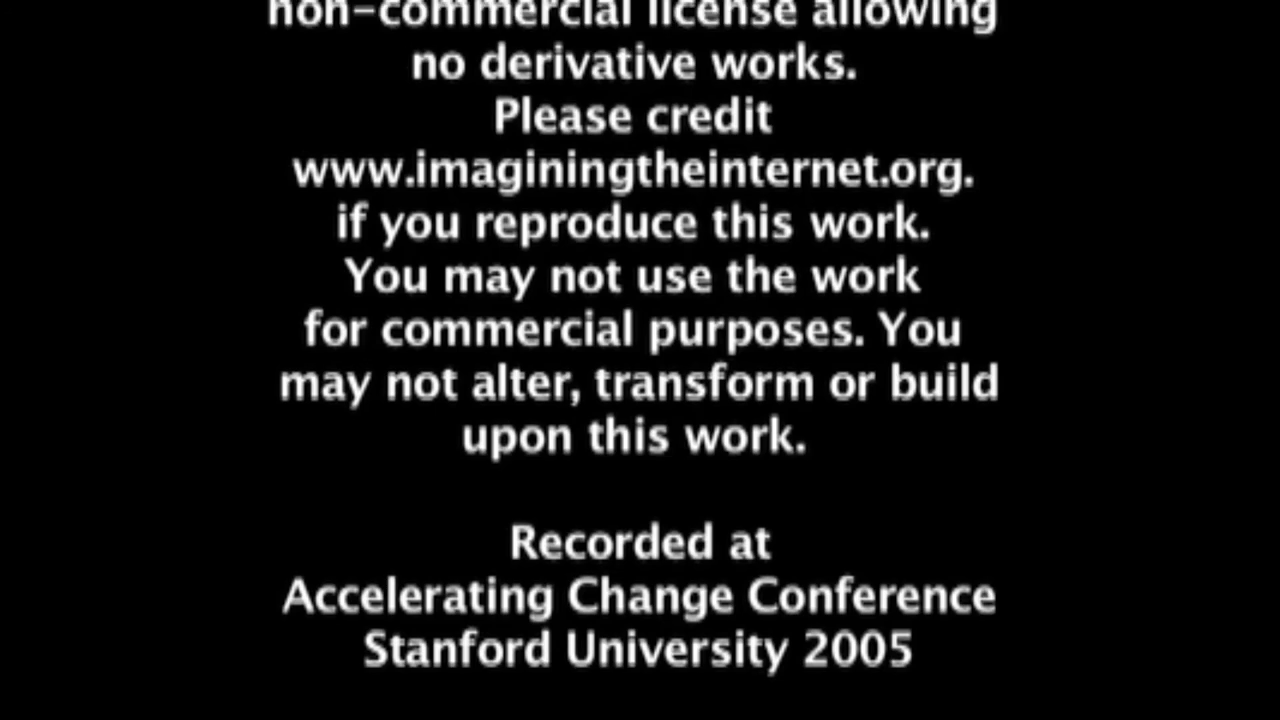 non-commercial license allowing
no derivative works.
Please credit
www.imaginingtheinternet.org.
if you reproduce this work.
You may not use the work
for commercial purposes. You
may not alter, transform or build
upon this work.
Recorded at
Accelerating Change Conference
Stanford University 2005